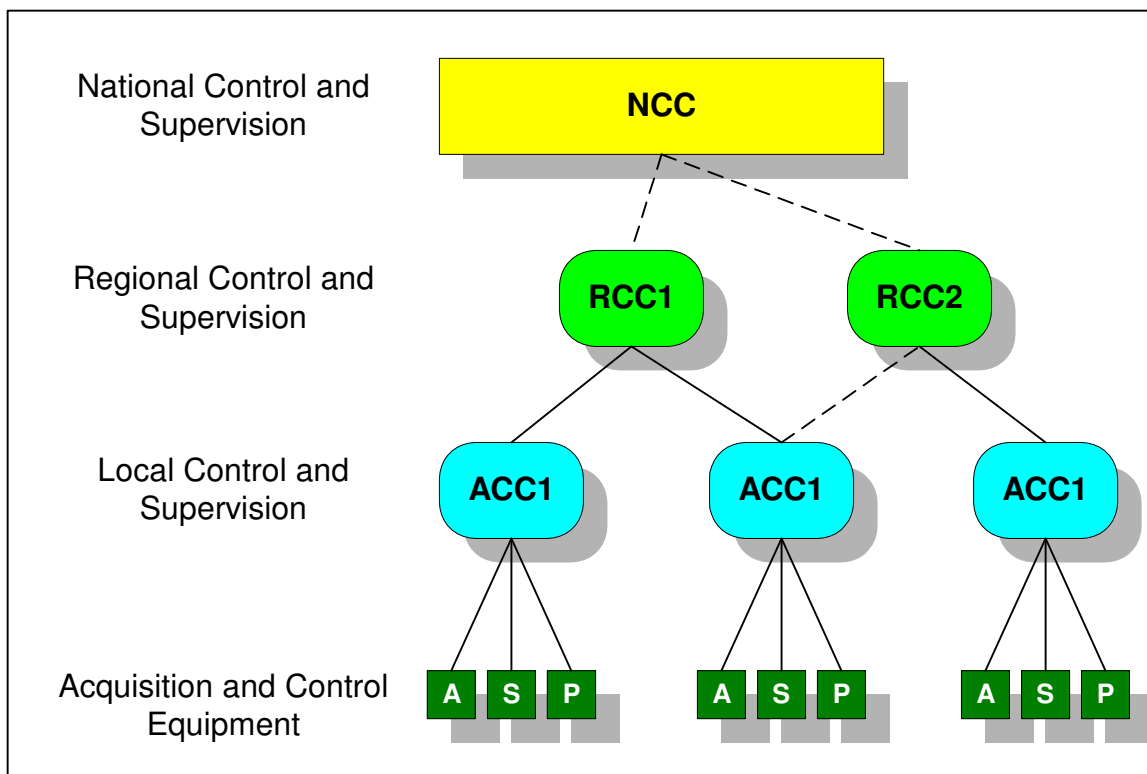 National Control and
Supervision
NCC
Regional Control and
Supervision
RCC1
RCC2
Local Control and
Supervision
ACC1
ACC1
ACC1
Acquisition and Control
Equipment
A S P
A S P
A S P